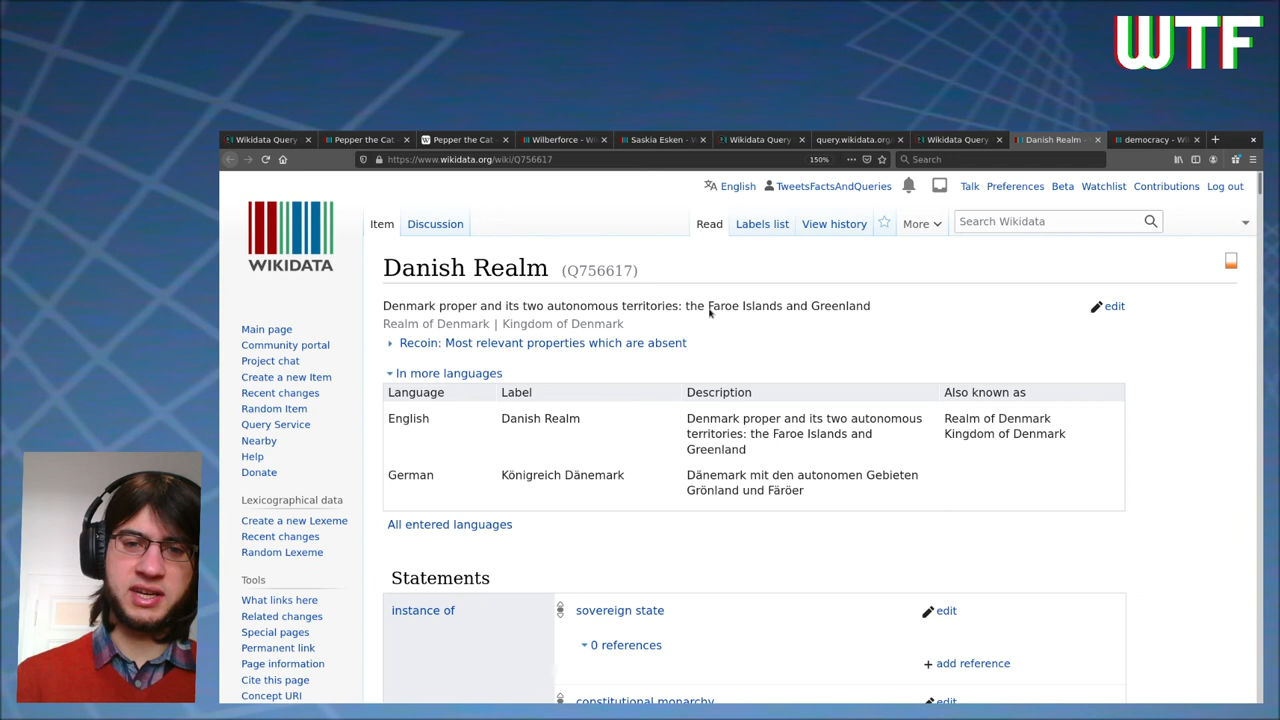 WTF
Wikidata Query
Pepper the Cat
Pepper the Cat
Wilberforce - Wi
Saskia Esken - W
Wikidata Query
query.wikidata.org/
Wikidata Query
Danish Realm -
democracy - Wi
https://www.wikidata.org/wiki/Q756617
150%
Search
English
TweetsFactsAndQueries
Talk
Preferences
Beta
Watchlist
Contributions
Log out
WIKIDATA
Item
Discussion
Read
Labels list
View history
More
Search Wikidata
Danish Realm (Q756617)
Denmark proper and its two autonomous territories: the Faroe Islands and Greenland
edit
Realm of Denmark | Kingdom of Denmark
Recoin: Most relevant properties which are absent
In more languages
Language Label Description Also known as
English Danish Realm Denmark proper and its two autonomous Realm of Denmark
territories: the Faroe Islands and Kingdom of Denmark
Greenland
German Königreich Dänemark Dänemark mit den autonomen Gebieten
Grönland und Färöer
All entered languages
Statements
instance of
sovereign state
edit
0 references
+ add reference
constitutional monarchy
edit
Main page
Community portal
Project chat
Create a new Item
Recent changes
Random Item
Query Service
Nearby
Help
Donate
Lexicographical data
Create a new Lexeme
Recent changes
Random Lexeme
Tools
What links here
Related changes
Special pages
Permanent link
Page information
Cite this page
Concept URI